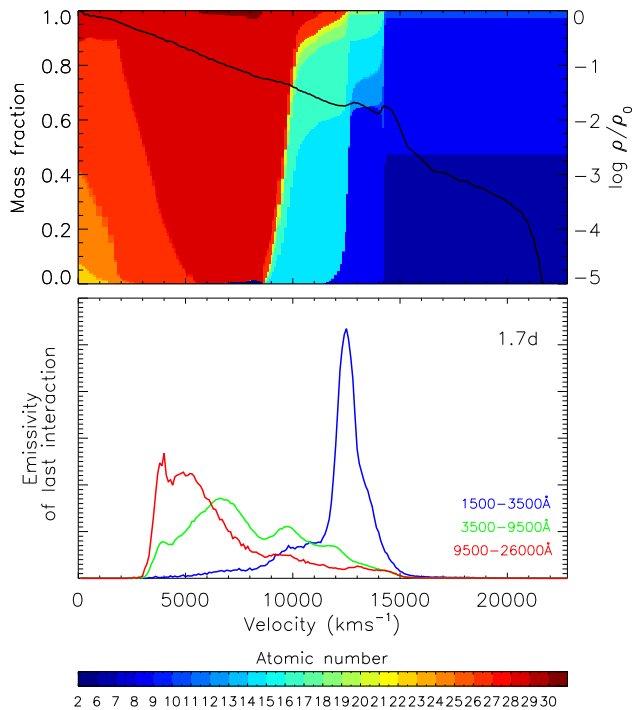 1.0
0.8
0.6
0.4
0.2
0.0
Mass fraction
0
−1
−2
−3
−4
−5
log ρ/ρ0
1.7d
Emissivity
of last interaction
1500−3500Å
3500−9500Å
9500−26000Å
0 5000 10000 15000 20000
Velocity (kms⁻¹)
Atomic number
2 6 7 8 9 10 11 12 13 14 15 16 17 18 19 20 21 22 23 24 25 26 27 28 29 30